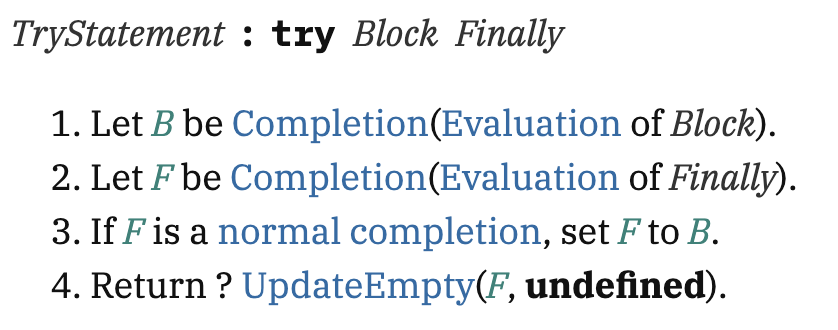 TryStatement : try Block Finally
1. Let B be Completion(Evaluation of Block).
2. Let F be Completion(Evaluation of Finally).
3. If F is a normal completion, set F to B.
4. Return ? UpdateEmpty(F, undefined).